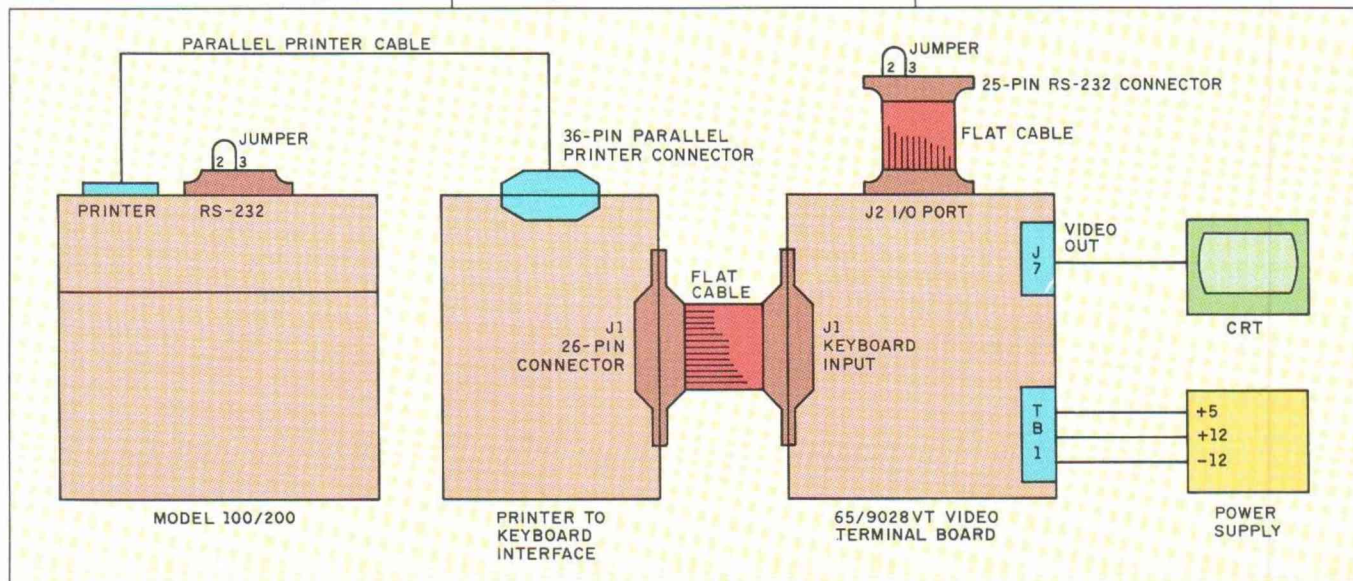 PARALLEL PRINTER CABLE
JUMPER
2 3
PRINTER
RS-232
MODEL 100/200
36-PIN PARALLEL
PRINTER CONNECTOR
J1
26-PIN
CONNECTOR
FLAT
CABLE
PRINTER TO
KEYBOARD
INTERFACE
JUMPER
2 3
25-PIN RS-232 CONNECTOR
FLAT CABLE
J2 I/O PORT
J1
KEYBOARD
INPUT
J
7
VIDEO
OUT
CRT
T
B
1
+5
+12
-12
65/9028VT VIDEO
TERMINAL BOARD
POWER
SUPPLY